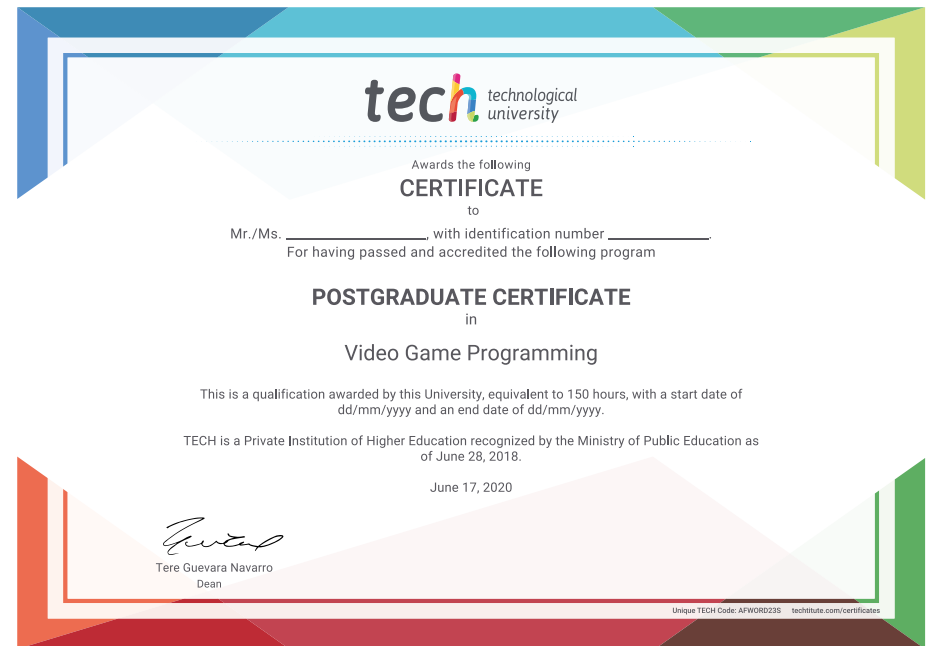 tech technological
university
Awards the following
CERTIFICATE
to
Mr./Ms. ____________________, with identification number ______________.
For having passed and accredited the following program
POSTGRADUATE CERTIFICATE
in
Video Game Programming
This is a qualification awarded by this University, equivalent to 150 hours, with a start date of
dd/mm/yyyy and an end date of dd/mm/yyyy.
TECH is a Private Institution of Higher Education recognized by the Ministry of Public Education as
of June 28, 2018.
June 17, 2020
Tere Guevara Navarro
Dean
Unique TECH Code: AFWORD23S techtitute.com/certificates